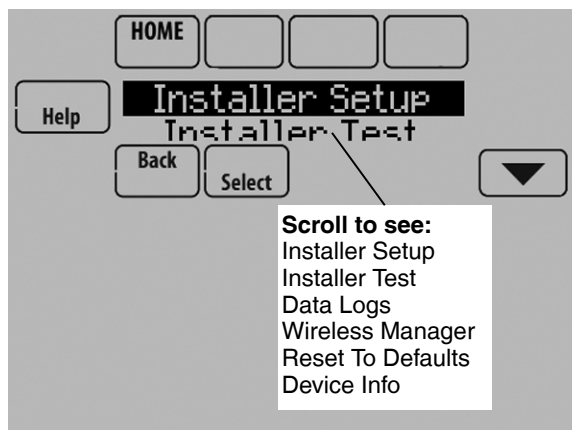 HOME
Help
Installer Setup
Installer Test
Back
Select
Scroll to see:
Installer Setup
Installer Test
Data Logs
Wireless Manager
Reset To Defaults
Device Info